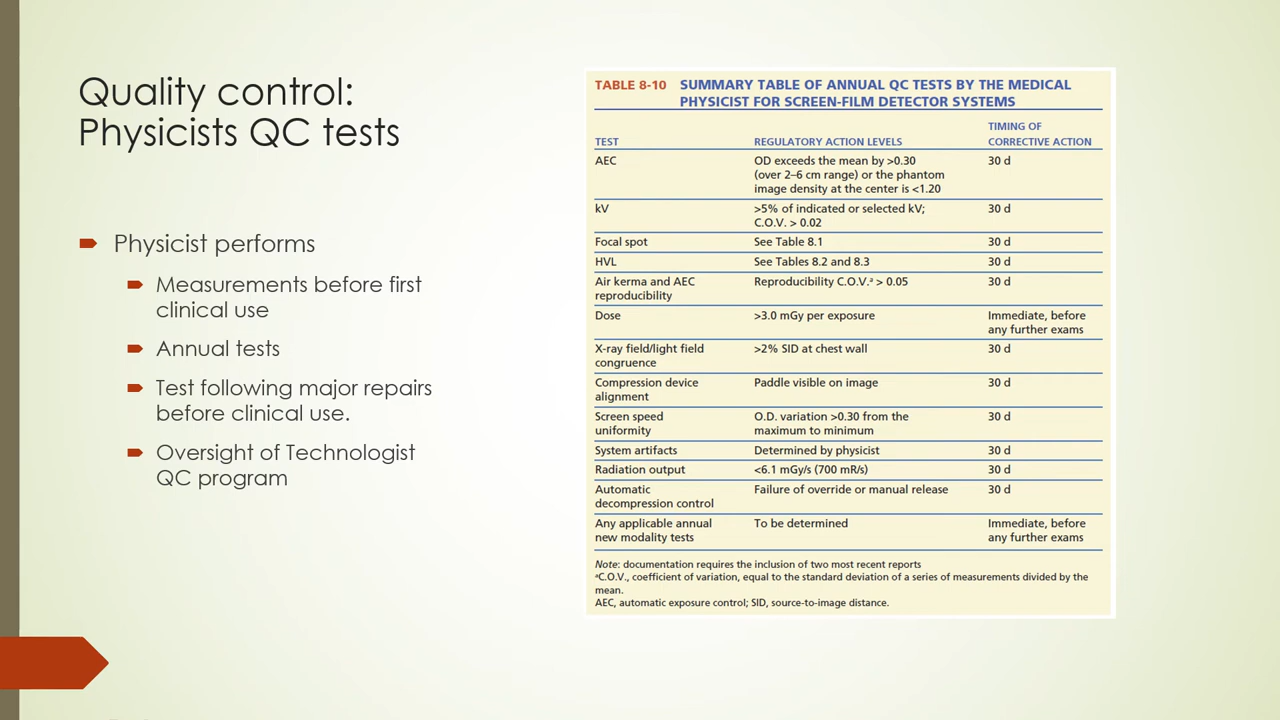 Quality control:
Physicists QC tests
Physicist performs
Measurements before first
clinical use
Annual tests
Test following major repairs
before clinical use.
Oversight of Technologist
QC program
TABLE 8-10 SUMMARY TABLE OF ANNUAL QC TESTS BY THE MEDICAL
PHYSICIST FOR SCREEN-FILM DETECTOR SYSTEMS
TIMING OF
TEST REGULATORY ACTION LEVELS CORRECTIVE ACTION
AEC OD exceeds the mean by >0.30 30 d
(over 2–6 cm range) or the phantom
image density at the center is <1.20
kV >5% of indicated or selected kV; 30 d
C.O.V. > 0.02
Focal spot See Table 8.1 30 d
HVL See Tables 8.2 and 8.3 30 d
Air kerma and AEC Reproducibility C.O.V.ᵃ > 0.05 30 d
reproducibility
Dose >3.0 mGy per exposure Immediate, before
any further exams
X-ray field/light field >2% SID at chest wall 30 d
congruence
Compression device Paddle visible on image 30 d
alignment
Screen speed O.D. variation >0.30 from the 30 d
uniformity maximum to minimum
System artifacts Determined by physicist 30 d
Radiation output <6.1 mGy/s (700 mR/s) 30 d
Automatic Failure of override or manual release 30 d
decompression control
Any applicable annual To be determined Immediate, before
new modality tests any further exams
Note: documentation requires the inclusion of two most recent reports
ᵃC.O.V., coefficient of variation, equal to the standard deviation of a series of measurements divided by the
mean.
AEC, automatic exposure control; SID, source-to-image distance.